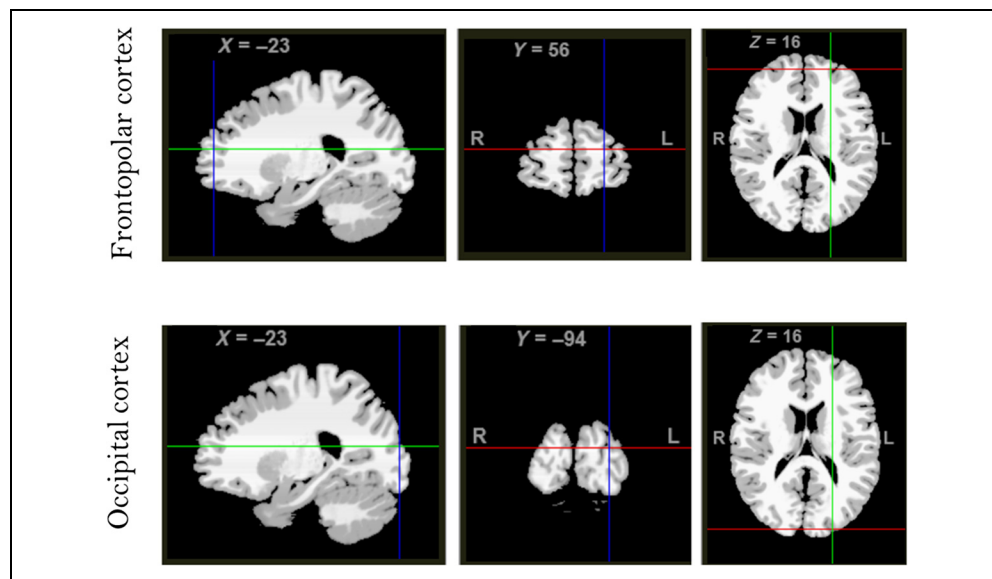 Frontopolar cortex
X = –23
Y = 56
Z = 16
R
L
R
L
Occipital cortex
X = –23
Y = –94
Z = 16
R
L
R
L